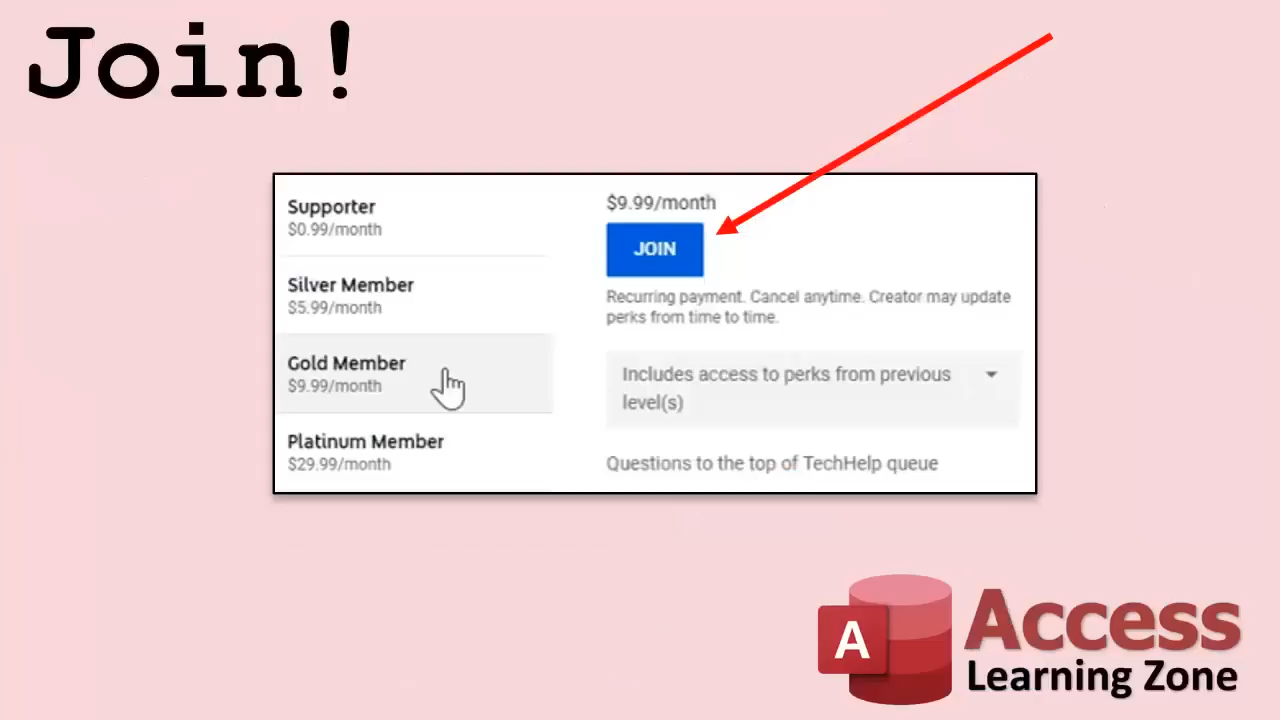 Join!
Supporter
$0.99/month
Silver Member
$5.99/month
Gold Member
$9.99/month
Platinum Member
$29.99/month
$9.99/month
JOIN
Recurring payment. Cancel anytime. Creator may update
perks from time to time.
Includes access to perks from previous
level(s)
Questions to the top of TechHelp queue
A
Access
Learning Zone